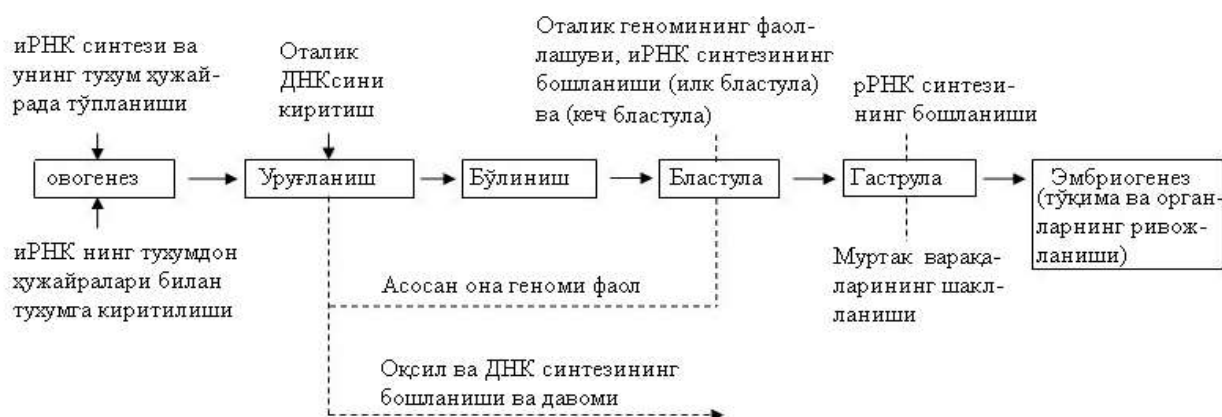 иРНК синтези ва
унинг тухум ҳужай-
рада тўпланиши
Оталик
ДНКсини
киритиш
Оталик геномининг фаол-
лашуви, иРНК синтезининг
бошланиши (илк бластула)
ва (кеч бластула)
рРНК синтези-
нинг бошланиши
овогенез
Уруғланиш
Бўлиниш
Бластула
Гаструла
Эмбриогенез
(тўқима ва орган-
ларнинг ривож-
ланиши)
иРНК нинг тухумдон
ҳужайралари билан
тухумга киритилиши
Асосан она геноми фаол
Муртак варақа-
ларининг шакл-
ланиши
Оқсил ва ДНК синтезининг
бошланиши ва давоми